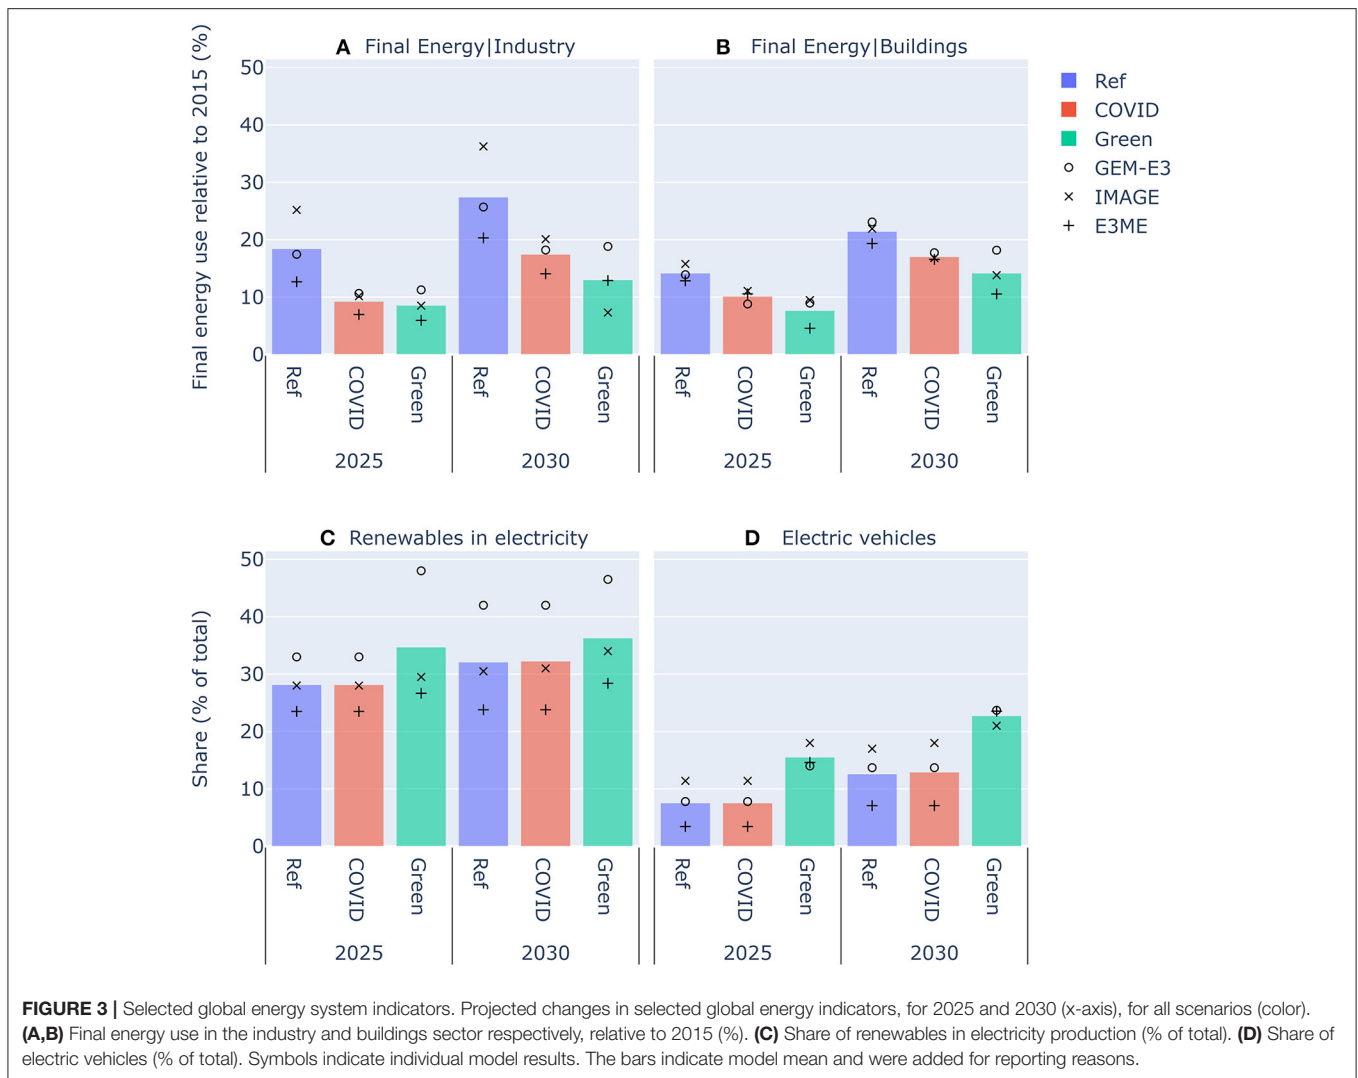 A Final Energy|Industry
B Final Energy|Buildings
Final energy use relative to 2015 (%)
50
40
30
20
10
0
Ref
COVID
Green
Ref
COVID
Green
2025
2030
Ref
COVID
Green
Ref
COVID
Green
2025
2030
Ref
COVID
Green
GEM-E3
IMAGE
E3ME
C Renewables in electricity
D Electric vehicles
Share (% of total)
50
40
30
20
10
0
Ref
COVID
Green
Ref
COVID
Green
2025
2030
Ref
COVID
Green
Ref
COVID
Green
2025
2030
FIGURE 3 | Selected global energy system indicators. Projected changes in selected global energy indicators, for 2025 and 2030 (x-axis), for all scenarios (color).
(A,B) Final energy use in the industry and buildings sector respectively, relative to 2015 (%). (C) Share of renewables in electricity production (% of total). (D) Share of
electric vehicles (% of total). Symbols indicate individual model results. The bars indicate model mean and were added for reporting reasons.